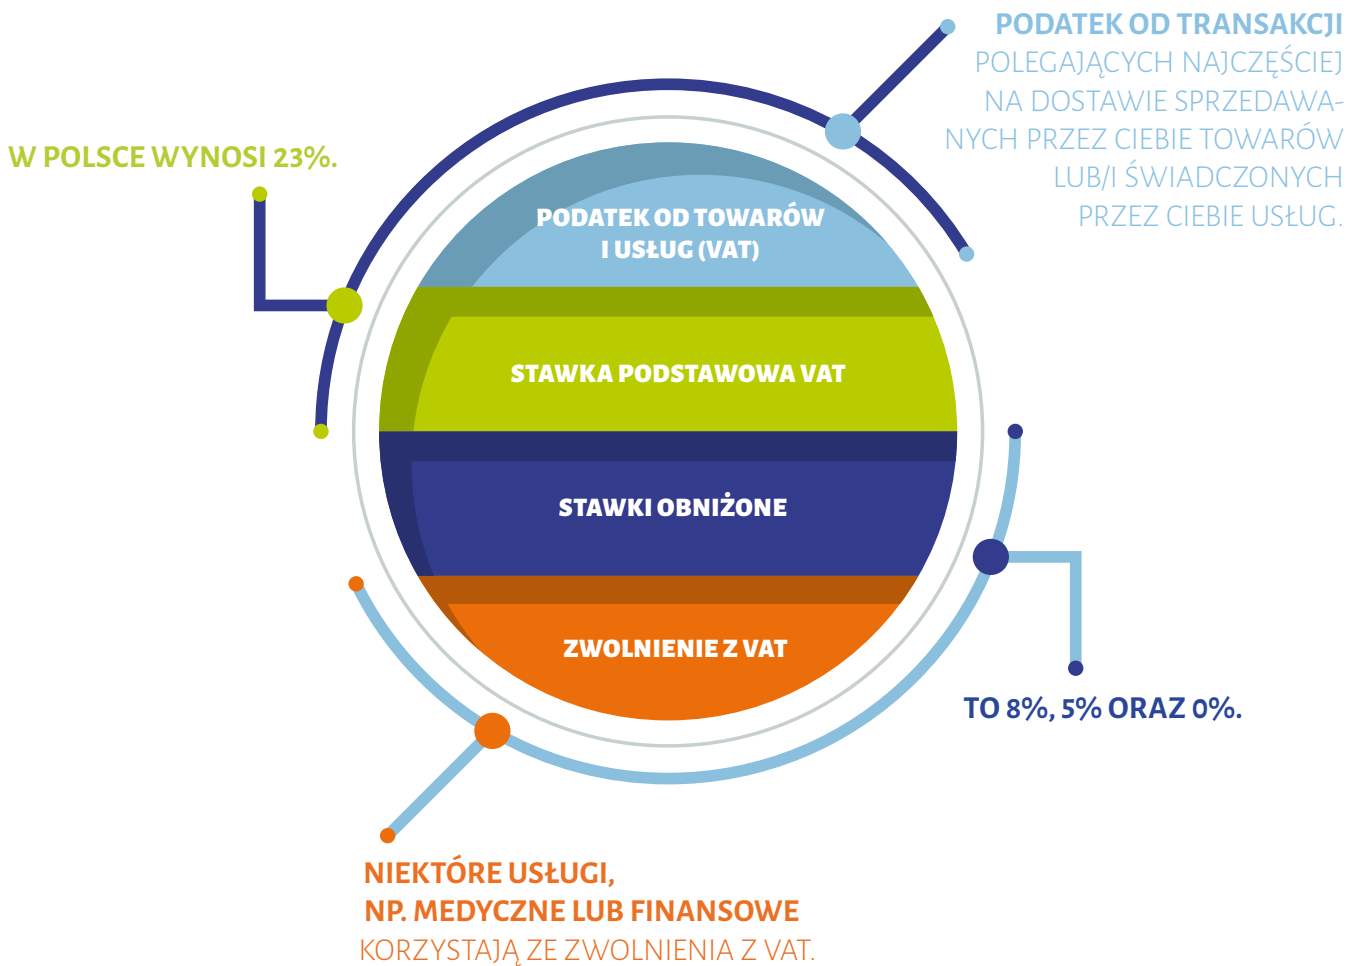 PODATEK OD TRANSAKCJI
POLEGAJĄCYCH NAJCZĘŚCIEJ
NA DOSTAWIE SPRZEDAWA-
NYCH PRZEZ CIEBIE TOWARÓW
LUB/I ŚWIADCZONYCH
PRZEZ CIEBIE USŁUG.
W POLSCE WYNOSI 23%.
PODATEK OD TOWARÓW
I USŁUG (VAT)
STAWKA PODSTAWOWA VAT
STAWKI OBNIŻONE
ZWOLNIENIE Z VAT
TO 8%, 5% ORAZ 0%.
NIEKTÓRE USŁUGI,
NP. MEDYCZNE LUB FINANSOWE
KORZYSTAJĄ ZE ZWOLNIENIA Z VAT.